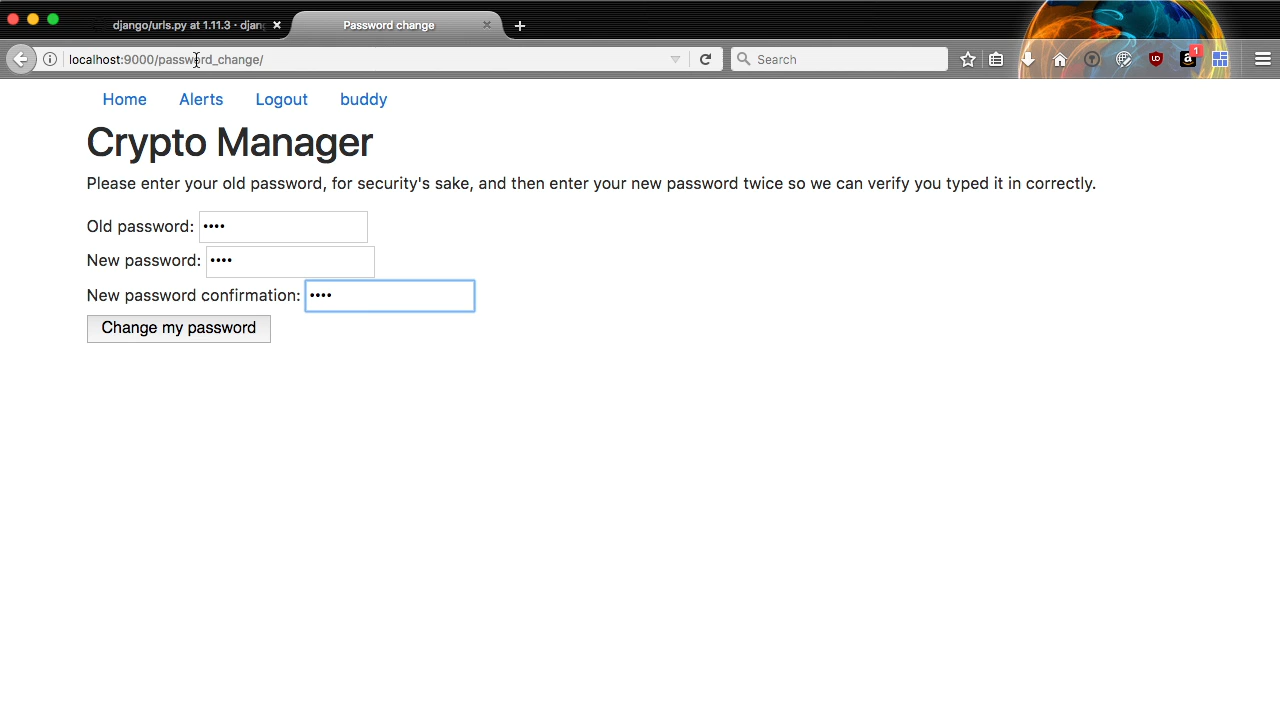 django/urls.py at 1.11.3 · djang
Password change
localhost:9000/password_change/
Search
1
Home Alerts Logout buddy
Crypto Manager
Please enter your old password, for security's sake, and then enter your new password twice so we can verify you typed it in correctly.
Old password: ••••
New password: ••••
New password confirmation: ••••
Change my password